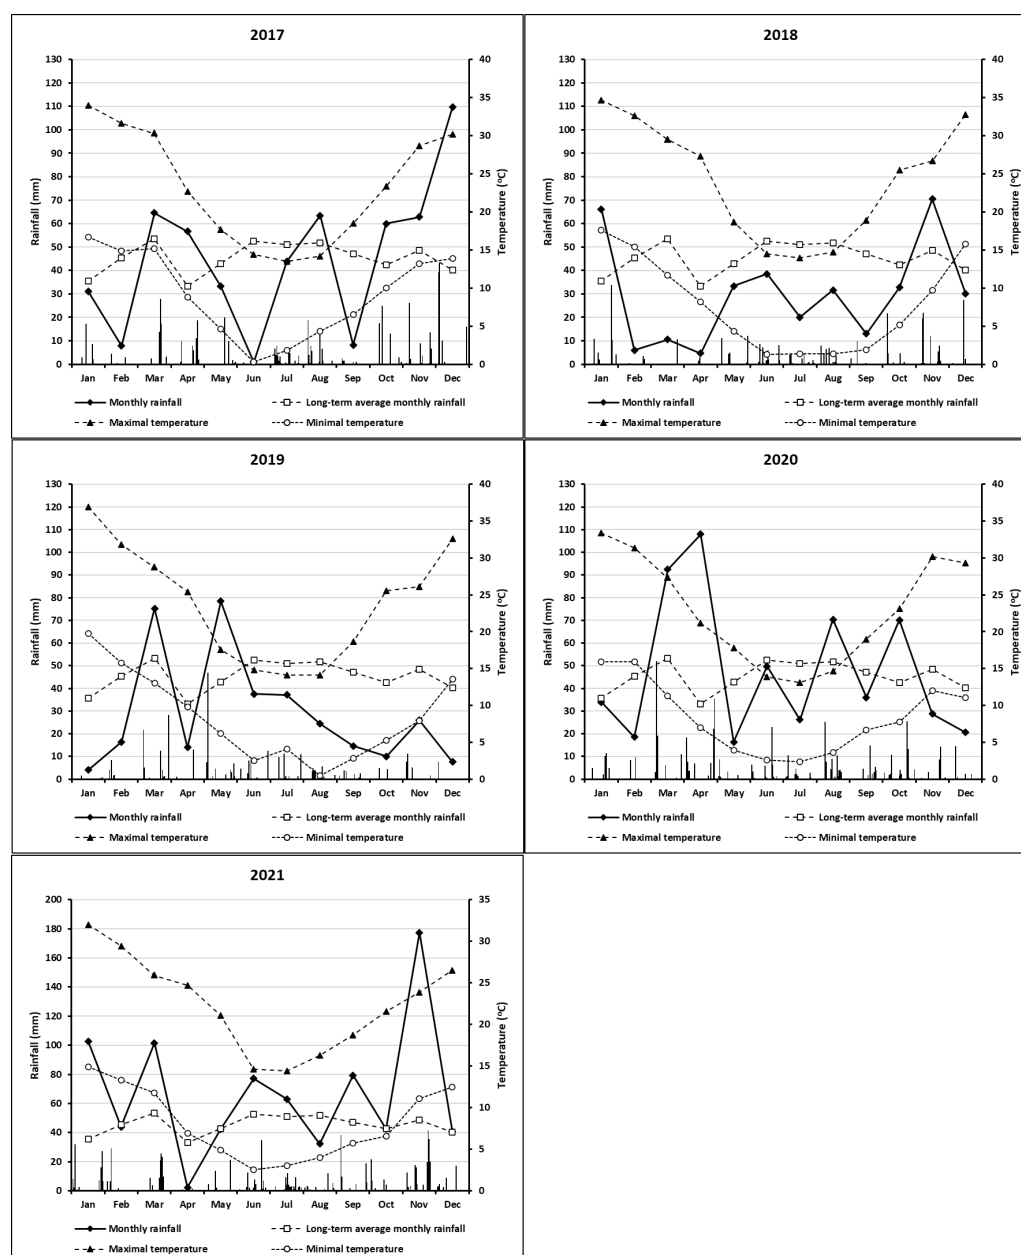 2017
130 120 110 100 90 80 70 60 50 40 30 20 10 0
Rainfall (mm)
40 35 30 25 20 15 10 5 0
Temperature (°C)
Jan Feb Mar Apr May Jun Jul Aug Sep Oct Nov Dec
Monthly rainfall Long-term average monthly rainfall
Maximal temperature Minimal temperature
2018
130 120 110 100 90 80 70 60 50 40 30 20 10 0
Rainfall (mm)
40 35 30 25 20 15 10 5 0
Temperature (°C)
Jan Feb Mar Apr May Jun Jul Aug Sep Oct Nov Dec
Monthly rainfall Long-term average monthly rainfall
Maximal temperature Minimal temperature
2019
130 120 110 100 90 80 70 60 50 40 30 20 10 0
Rainfall (mm)
40 35 30 25 20 15 10 5 0
Temperature (°C)
Jan Feb Mar Apr May Jun Jul Aug Sep Oct Nov Dec
Monthly rainfall Long-term average monthly rainfall
Maximal temperature Minimal temperature
2020
130 120 110 100 90 80 70 60 50 40 30 20 10 0
Rainfall (mm)
40 35 30 25 20 15 10 5 0
Temperature (°C)
Jan Feb Mar Apr May Jun Jul Aug Sep Oct Nov Dec
Monthly rainfall Long-term average monthly rainfall
Maximal temperature Minimal temperature
2021
200 180 160 140 120 100 80 60 40 20 0
Rainfall (mm)
35 30 25 20 15 10 5 0
Temperature (°C)
Jan Feb Mar Apr May Jun Jul Aug Sep Oct Nov Dec
Monthly rainfall Long-term average monthly rainfall
Maximal temperature Minimal temperature